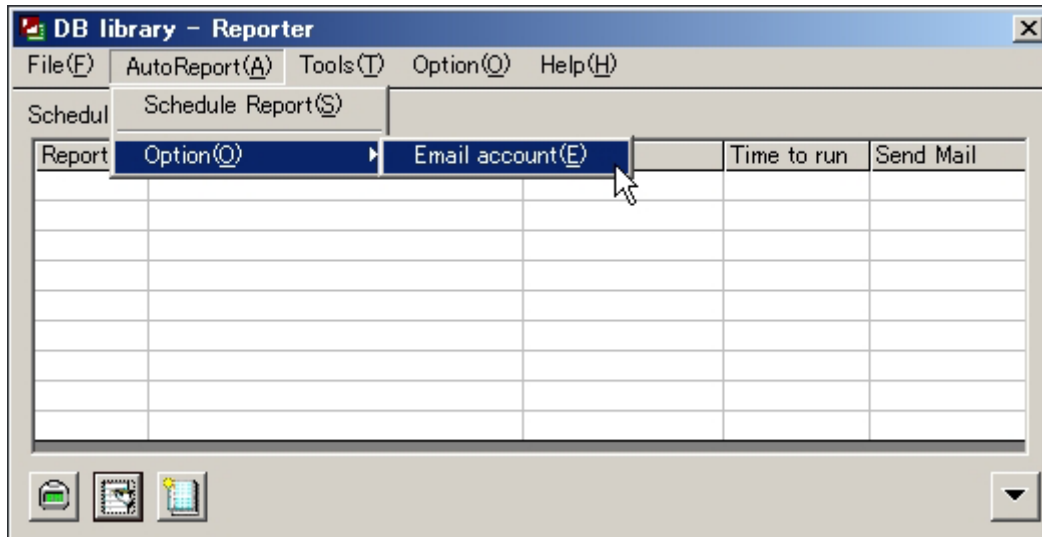 DB library - Reporter
File(F) AutoReport(A) Tools(T) Option(O) Help(H)
Schedul
Schedule Report(S)
Report Time to run Send Mail
Option(O) Email account(E)